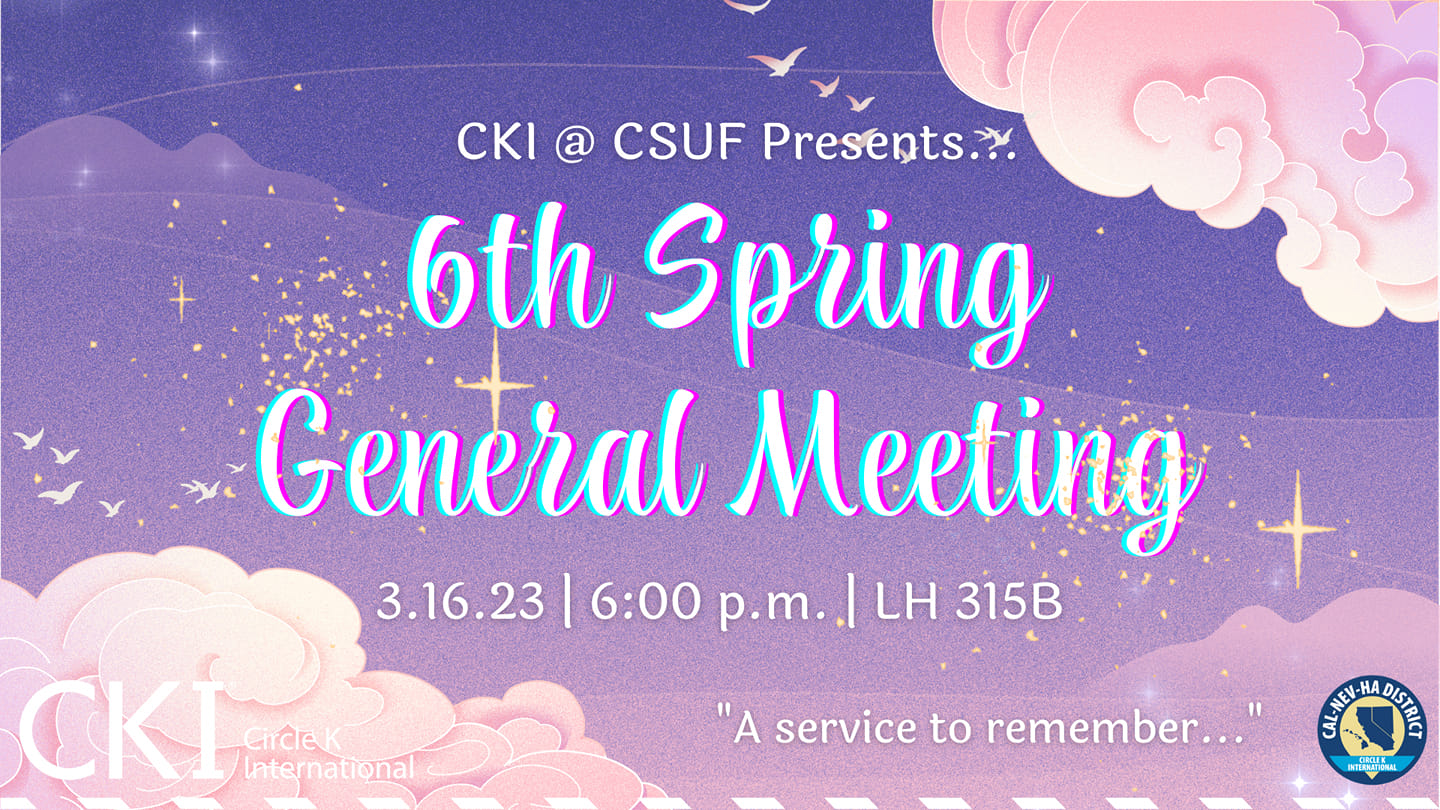 CKI @ CSUF Presents...
6th Spring
General Meeting
3.16.23 | 6:00 p.m. | LH 315B
"A service to remember..."
CKI
Circle K
International
CAL-NEV-HA DISTRICT
CIRCLE K
INTERNATIONAL